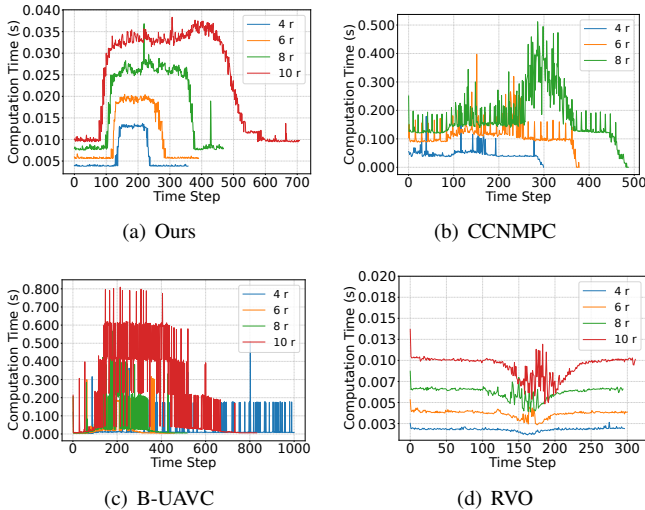 0.040
0.035
0.030
0.025
0.020
0.015
0.010
0.005
Computation Time (s)
4 r
6 r
8 r
10 r
0 100 200 300 400 500 600 700
Time Step
(a) Ours
0.500
0.400
0.300
0.200
0.100
0.000
Computation Time (s)
4 r
6 r
8 r
0 100 200 300 400 500
Time Step
(b) CCNMPC
0.800
0.700
0.600
0.500
0.400
0.300
0.200
0.100
0.000
Computation Time (s)
4 r
6 r
8 r
10 r
0 200 400 600 800 1000
Time Step
(c) B-UAVC
0.020
0.018
0.015
0.012
0.010
0.007
0.005
0.003
Computation Time (s)
4 r
6 r
8 r
10 r
0 50 100 150 200 250 300
Time Step
(d) RVO